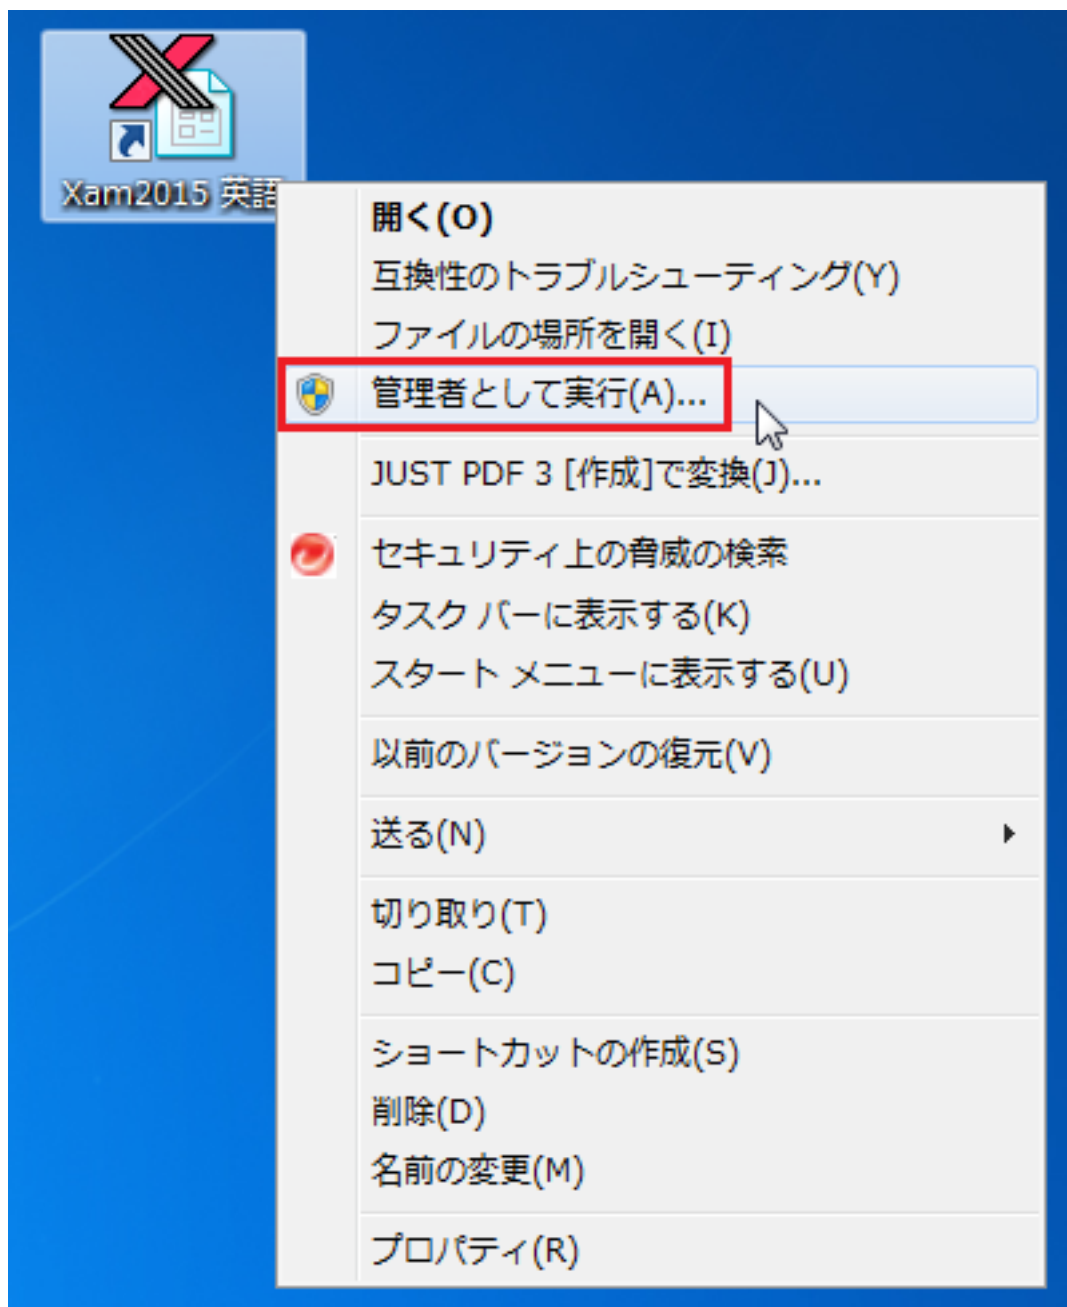 Xam2015 英語
開く(O)
互換性のトラブルシューティング(Y)
ファイルの場所を開く(I)
管理者として実行(A)...
JUST PDF 3 [作成]で変換(J)...
セキュリティ上の脅威の検索
タスク バーに表示する(K)
スタート メニューに表示する(U)
以前のバージョンの復元(V)
送る(N)
切り取り(T)
コピー(C)
ショートカットの作成(S)
削除(D)
名前の変更(M)
プロパティ(R)